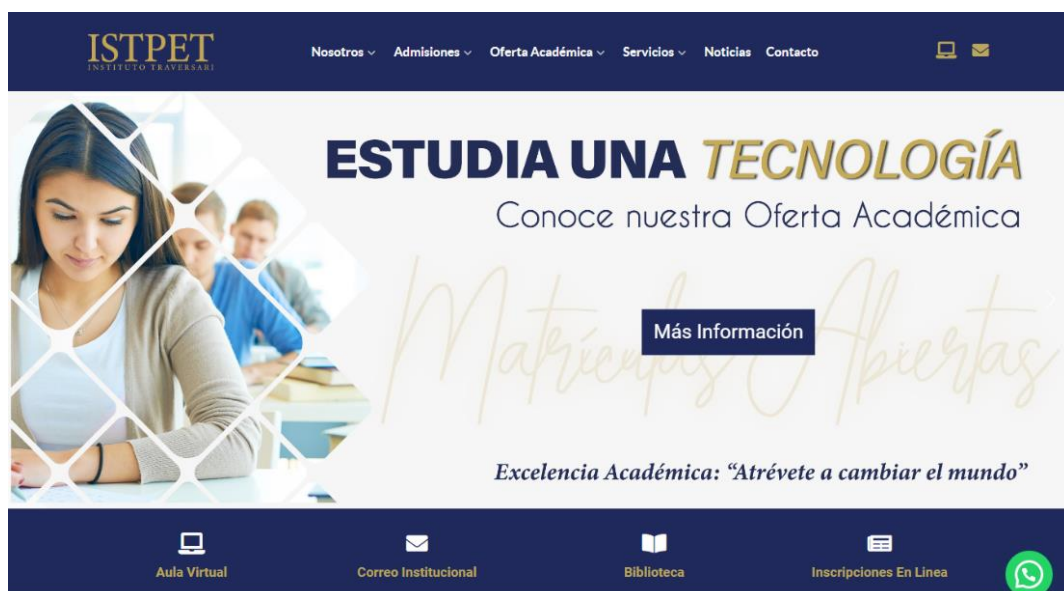 ISTPET
INSTITUTO TRAVERSARI
Nosotros Admisiones Oferta Académica Servicios Noticias Contacto
ESTUDIA UNA TECNOLOGÍA
Conoce nuestra Oferta Académica
Matrículas Abiertas
Más Información
Excelencia Académica: “Atrévete a cambiar el mundo”
Aula Virtual
Correo Institucional
Biblioteca
Inscripciones En Linea